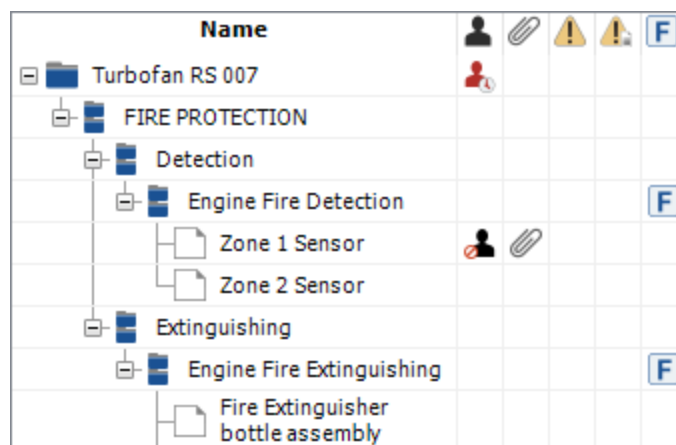 Name F
Turbofan RS 007
FIRE PROTECTION
Detection
Engine Fire Detection F
Zone 1 Sensor
Zone 2 Sensor
Extinguishing
Engine Fire Extinguishing F
Fire Extinguisher
bottle assembly